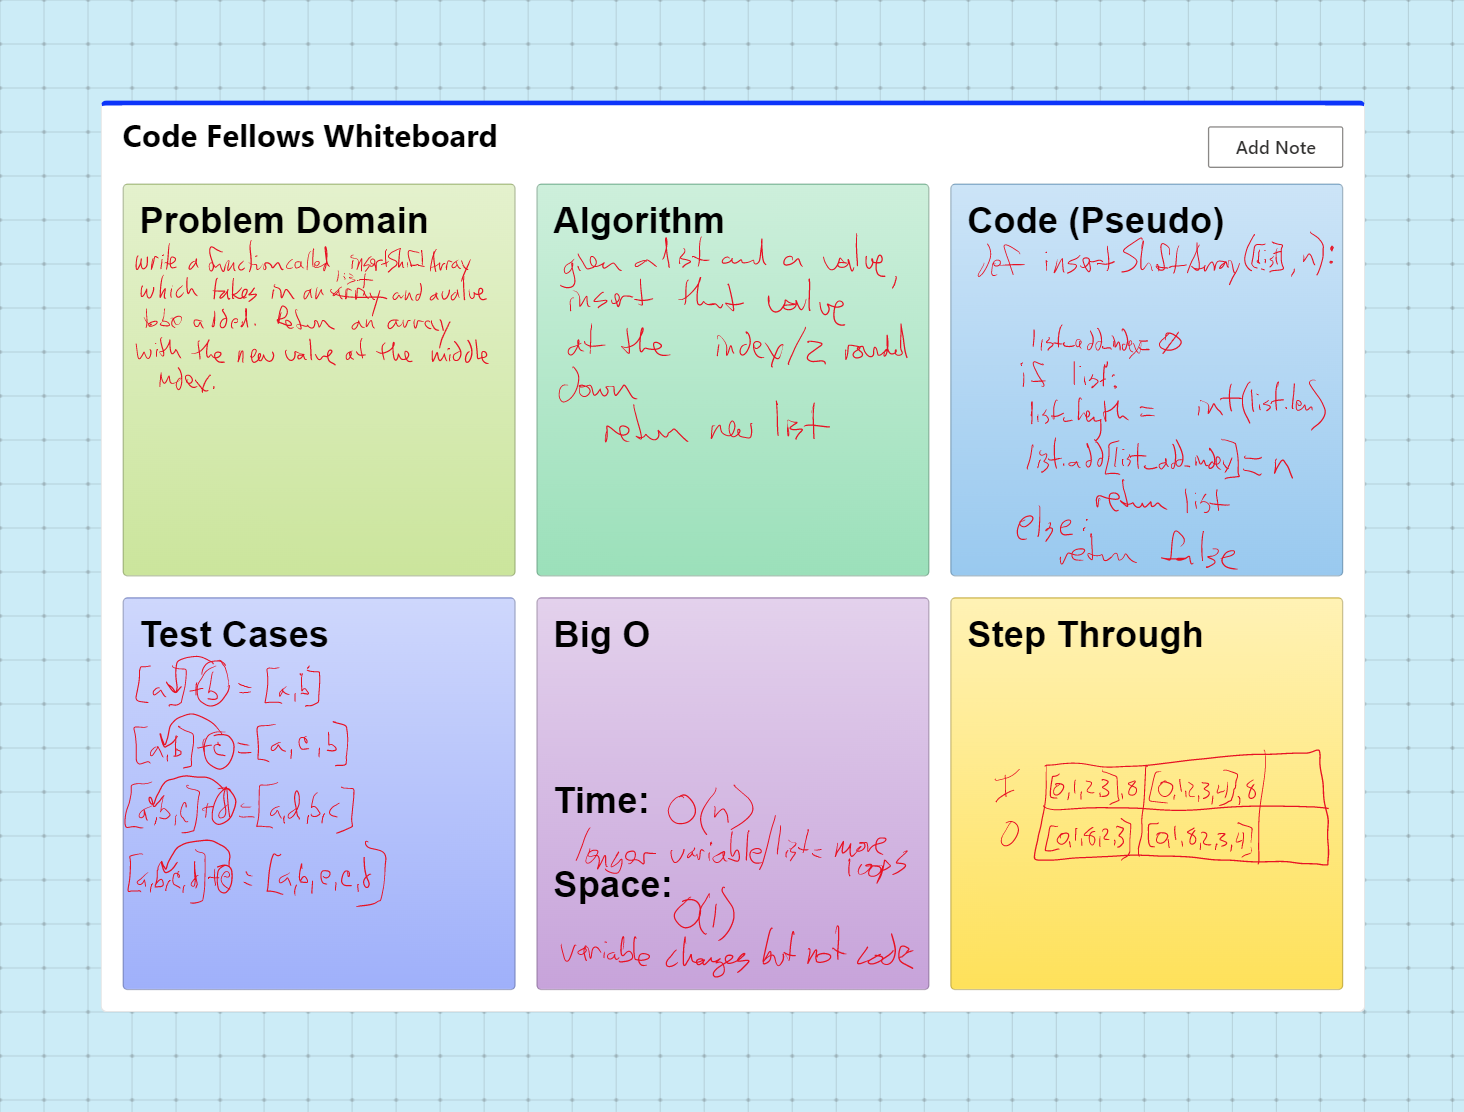 Code Fellows Whiteboard
Add Note
Problem Domain
write a function called insertShiftArray
list
which takes in an array and a value
to be added. Return an array
with the new value at the middle
index.
Algorithm
given a list and a value,
insert that value
at the index/2 rounded
down
return new list
Code (Pseudo)
def insertShiftArray([list], n):
list_add_index= 0
if list:
list_length = int(list.len)
list.add[list_add_index]= n
return list
else:
return false
Test Cases
[a]+b = [a,b]
[a,b]+c=[a,c,b]
[a,b,c]+d=[a,d,b,c]
[a,b,c,d]+e = [a,b,e,c,d]
Big O
Time: O(n)
longer variable/list= more
loops
Space:
O(1)
variable changes but not code
Step Through
I [0,1,2,3],8 [0,1,2,3,4],8
O [0,1,8,2,3] [0,1,8,2,3,4]